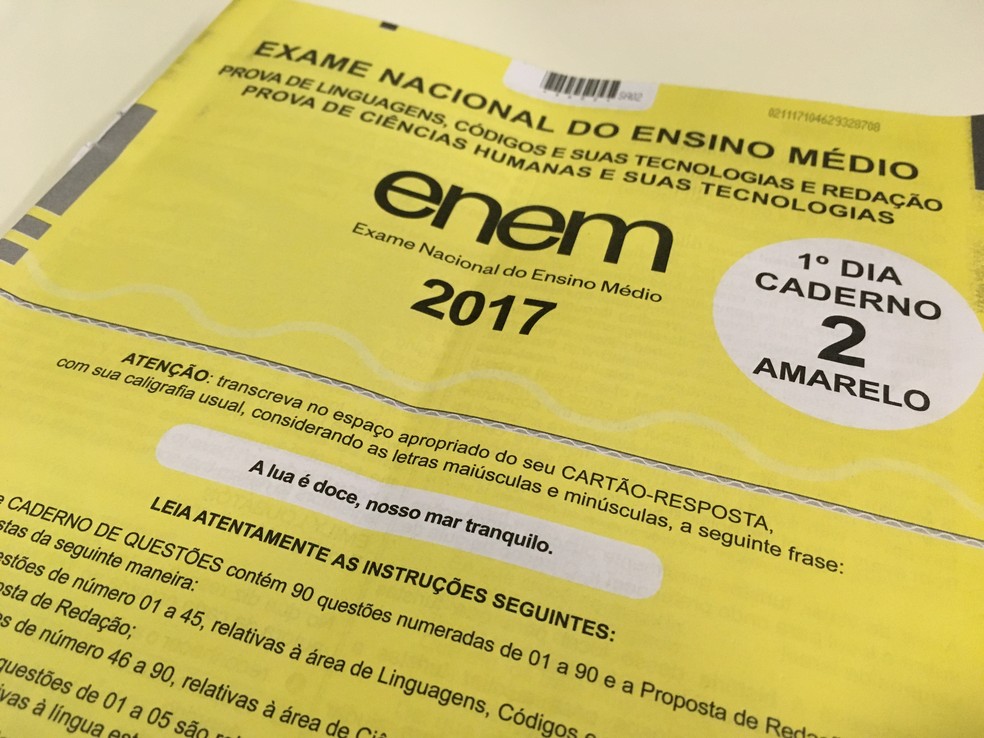 EXAME NACIONAL DO ENSINO MÉDIO
PROVA DE LINGUAGENS, CÓDIGOS E SUAS TECNOLOGIAS E REDAÇÃO
PROVA DE CIÊNCIAS HUMANAS E SUAS TECNOLOGIAS
enem
Exame Nacional do Ensino Médio
2017
1º DIA
CADERNO
2
AMARELO
ATENÇÃO: transcreva no espaço apropriado do seu CARTÃO-RESPOSTA,
com sua caligrafia usual, considerando as letras maiúsculas e minúsculas, a seguinte frase:
A lua é doce, nosso mar tranquilo.
LEIA ATENTAMENTE AS INSTRUÇÕES SEGUINTES:
CADERNO DE QUESTÕES contém 90 questões numeradas de 01 a 90 e a Proposta de
da seguinte maneira:
de número 01 a 45, relativas à área de Linguagens, Códigos
de Redação;
de número 46 a 90, relativas à área de
questões de 01 a 05 são
à língua